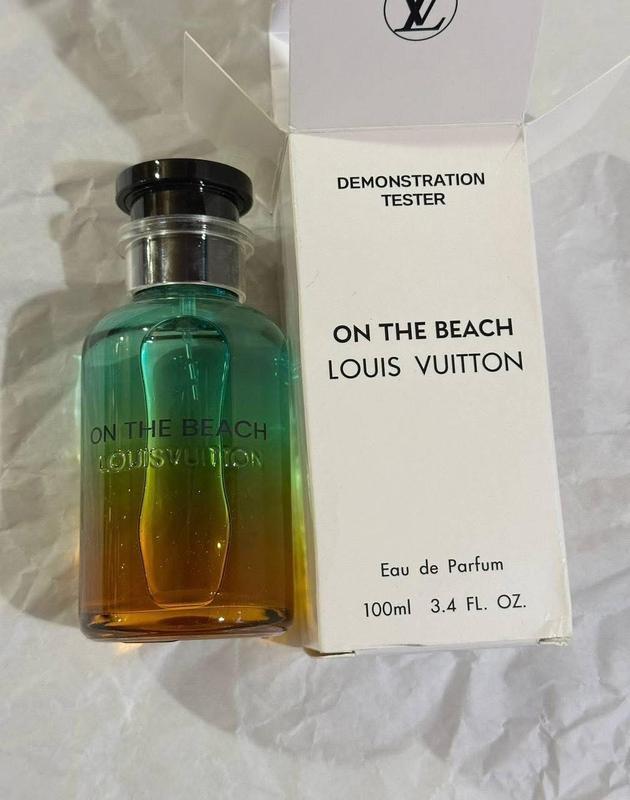 LV
DEMONSTRATION
TESTER
ON THE BEACH
LOUIS VUITTON
Eau de Parfum
100ml 3.4 FL. OZ.
ON THE BEACH
LOUIS VUITTON